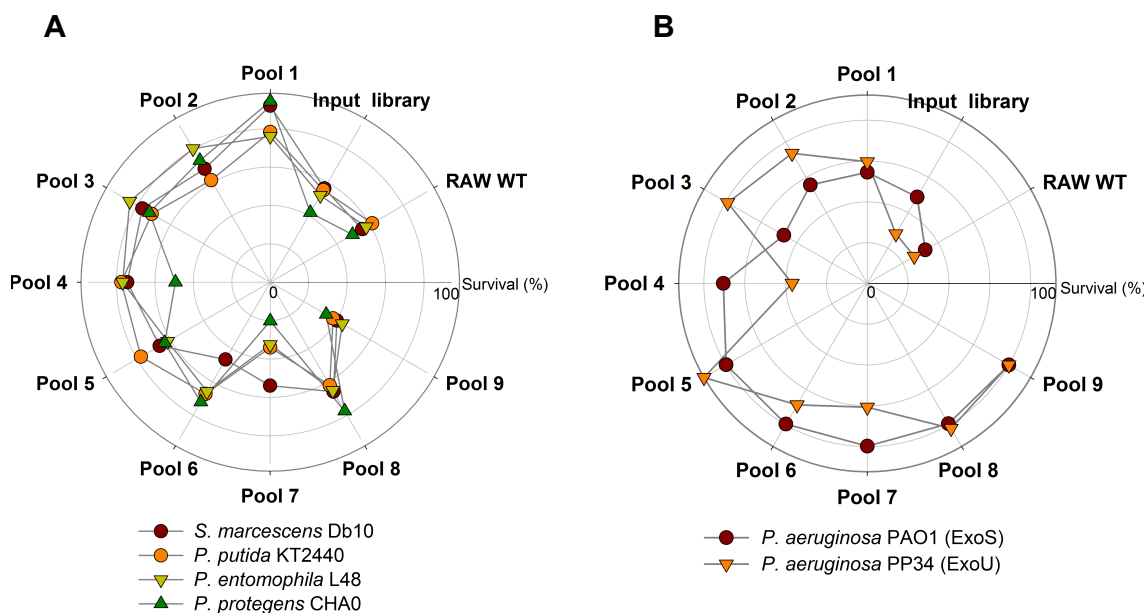 A
Pool 1
Input library
RAW WT
Survival (%)
0
100
Pool 9
Pool 8
Pool 7
Pool 6
Pool 5
Pool 4
Pool 3
Pool 2
S. marcescens Db10
P. putida KT2440
P. entomophila L48
P. protegens CHA0
B
Pool 1
Input library
RAW WT
Survival (%)
0
100
Pool 9
Pool 8
Pool 7
Pool 6
Pool 5
Pool 4
Pool 3
Pool 2
P. aeruginosa PAO1 (ExoS)
P. aeruginosa PP34 (ExoU)